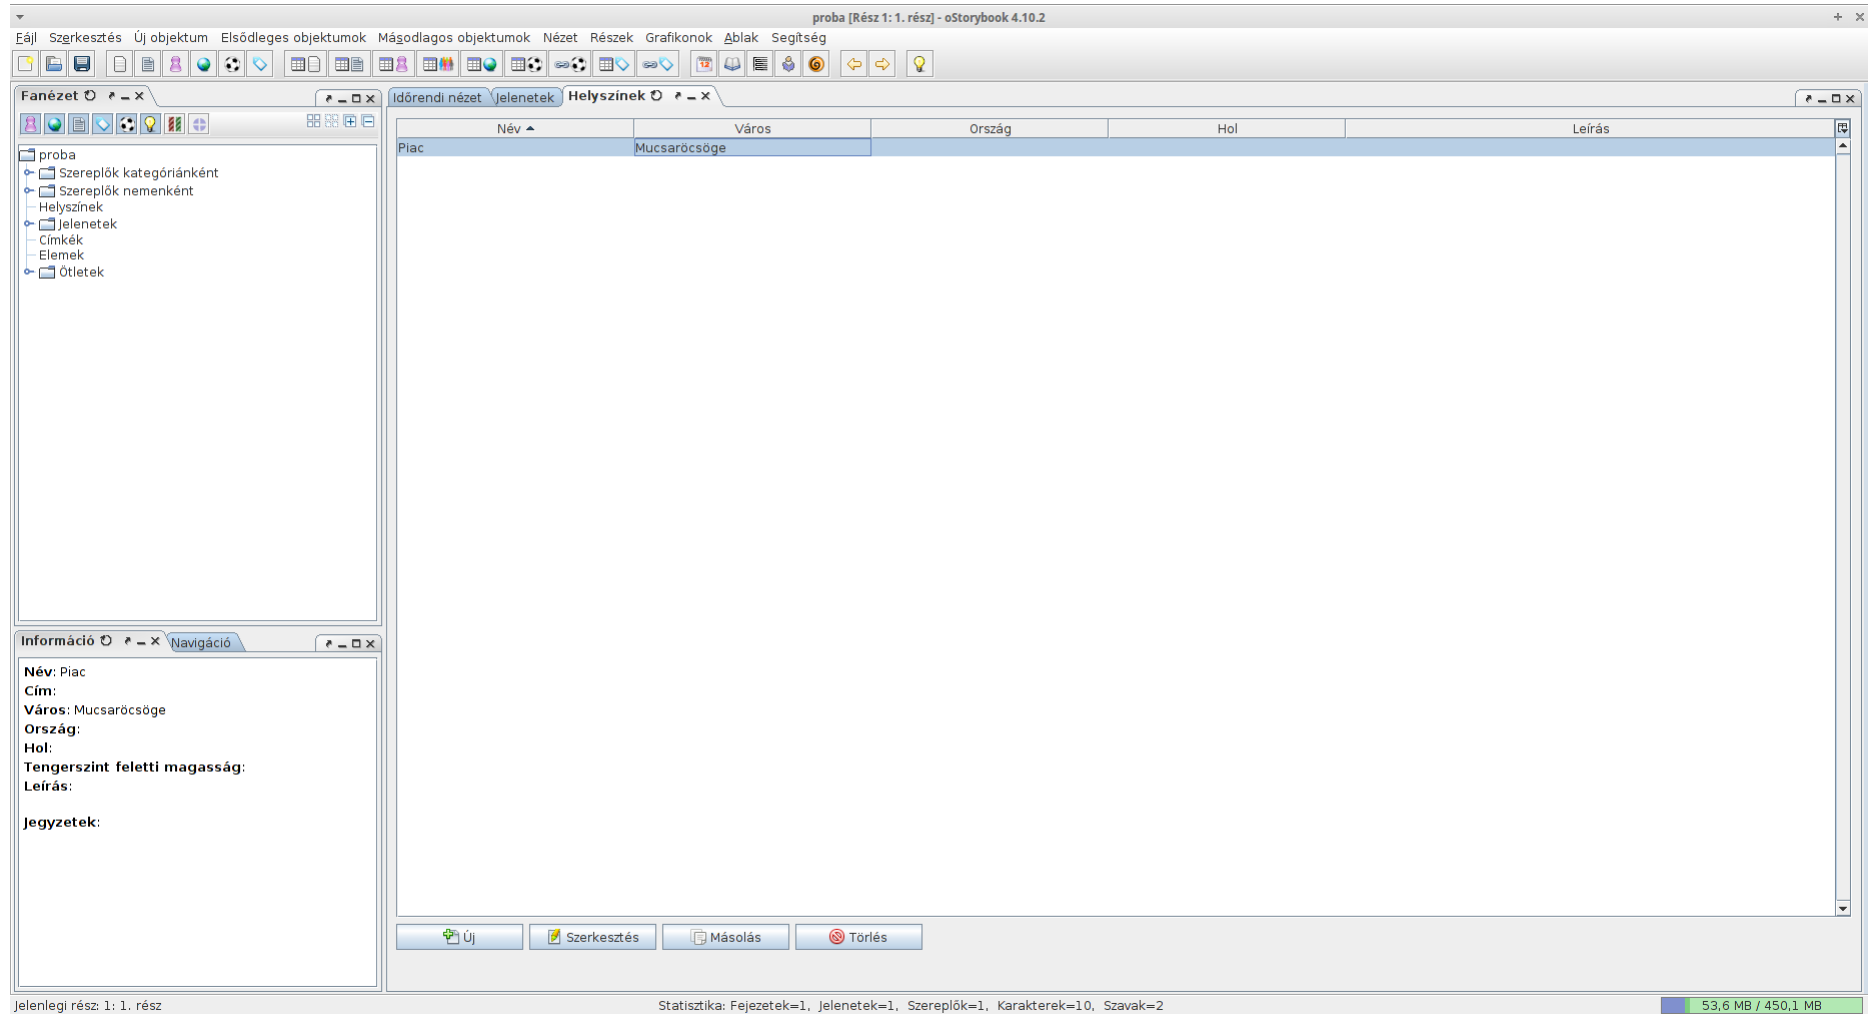 proba [Rész 1: 1. rész] - oStorybook 4.10.2
Fájl Szerkesztés Új objektum Elsődleges objektumok Másodlagos objektumok Nézet Részek Grafikonok Ablak Segítség
12
Fanézet
Időrendi nézet Jelenetek Helyszínek
Név Város Ország Hol Leírás
Piac Mucsaröcsöge
proba
Szereplők kategóriánként
Szereplők nemenként
Helyszínek
Jelenetek
Címkék
Elemek
Ötletek
Információ Navigáció
Név: Piac
Cím:
Város: Mucsaröcsöge
Ország:
Hol:
Tengerszint feletti magasság:
Leírás:
Jegyzetek:
Új Szerkesztés Másolás Törlés
Jelenlegi rész: 1: 1. rész
Statisztika: Fejezetek=1, Jelenetek=1, Szereplők=1, Karakterek=10, Szavak=2
53,6 MB / 450,1 MB